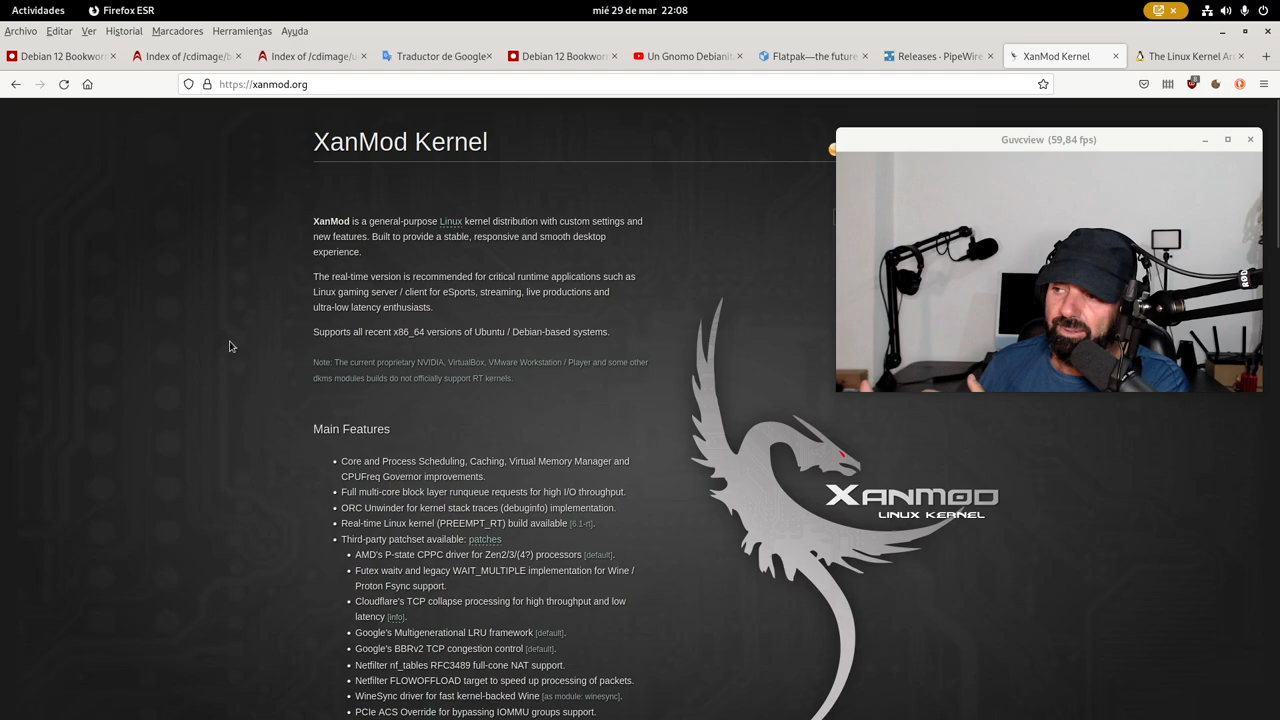 Actividades
Firefox ESR
mié 29 de mar 22:08
Archivo Editar Ver Historial Marcadores Herramientas Ayuda
Debian 12 Bookwor
Index of /cdimage/b
Index of /cdimage/u
Traductor de Google
Debian 12 Bookwor
Un Gnomo Debianit
Flatpak—the future
Releases - PipeWire
XanMod Kernel
The Linux Kernel Ar
https://xanmod.org
XanMod Kernel
Guvcview (59,84 fps)
XanMod is a general-purpose Linux kernel distribution with custom settings and
new features. Built to provide a stable, responsive and smooth desktop
experience.
The real-time version is recommended for critical runtime applications such as
Linux gaming server / client for eSports, streaming, live productions and
ultra-low latency enthusiasts.
Supports all recent x86_64 versions of Ubuntu / Debian-based systems.
Note: The current proprietary NVIDIA, VirtualBox, VMware Workstation / Player and some other
dkms modules builds do not officially support RT kernels.
RØD
Main Features
Core and Process Scheduling, Caching, Virtual Memory Manager and
CPUFreq Governor improvements.
Full multi-core block layer runqueue requests for high I/O throughput.
ORC Unwinder for kernel stack traces (debuginfo) implementation.
Real-time Linux kernel (PREEMPT_RT) build available [6.1-rt].
Third-party patchset available: patches
AMD's P-state CPPC driver for Zen2/3/(4?) processors [default].
Futex waitv and legacy WAIT_MULTIPLE implementation for Wine /
Proton Fsync support.
Cloudflare's TCP collapse processing for high throughput and low
latency [info].
Google's Multigenerational LRU framework [default].
Google's BBRv2 TCP congestion control [default].
Netfilter nf_tables RFC3489 full-cone NAT support.
Netfilter FLOWOFFLOAD target to speed up processing of packets.
WineSync driver for fast kernel-backed Wine [as module: winesync].
PCIe ACS Override for bypassing IOMMU groups support.
XANMOD
LINUX KERNEL